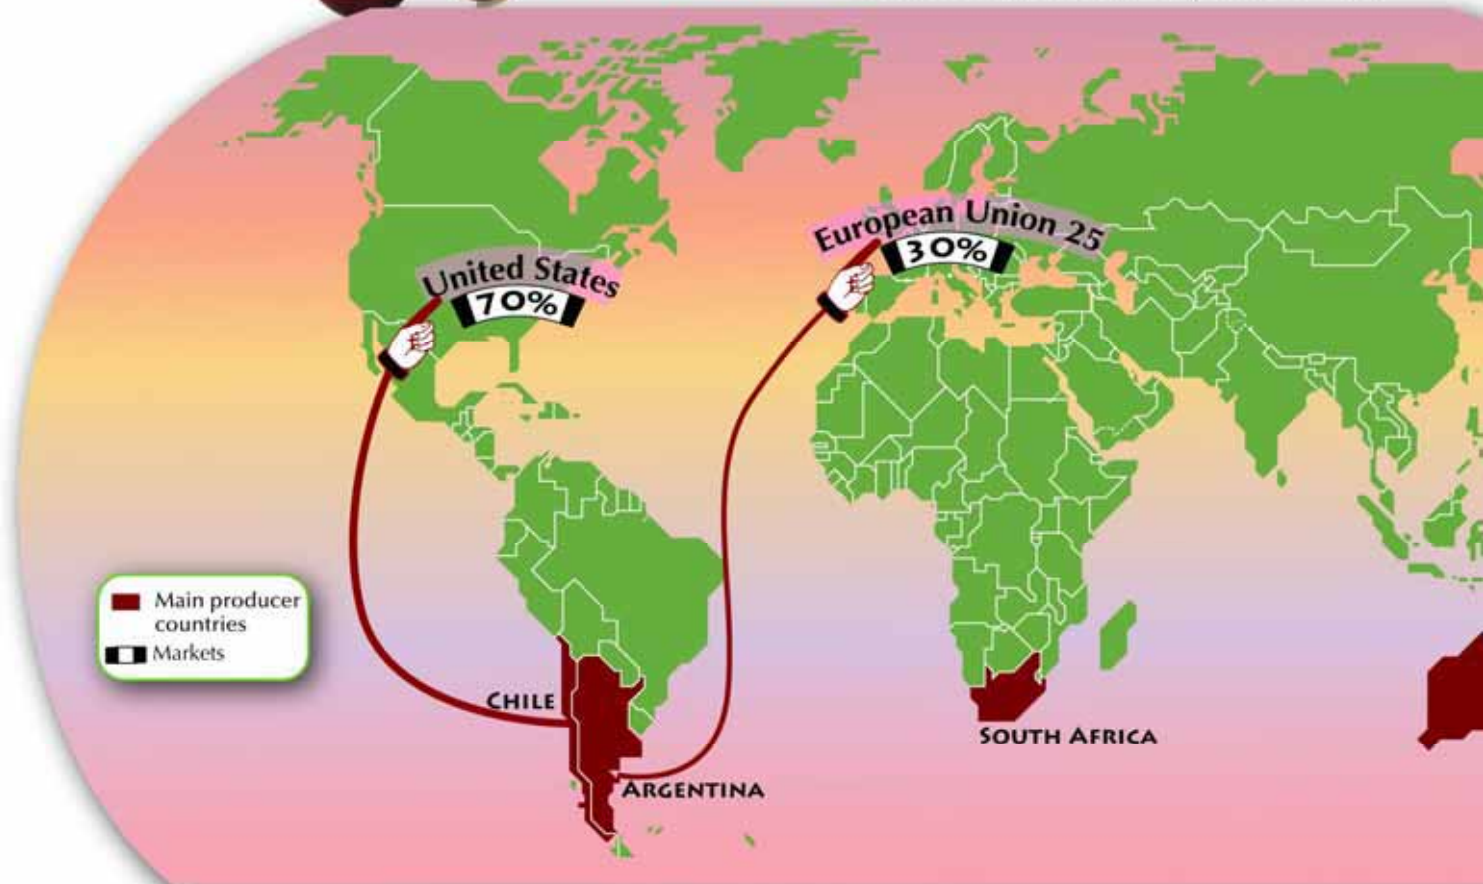 United States
70%
European Union 25
30%
Main producer
countries
Markets
CHILE
SOUTH AFRICA
ARGENTINA